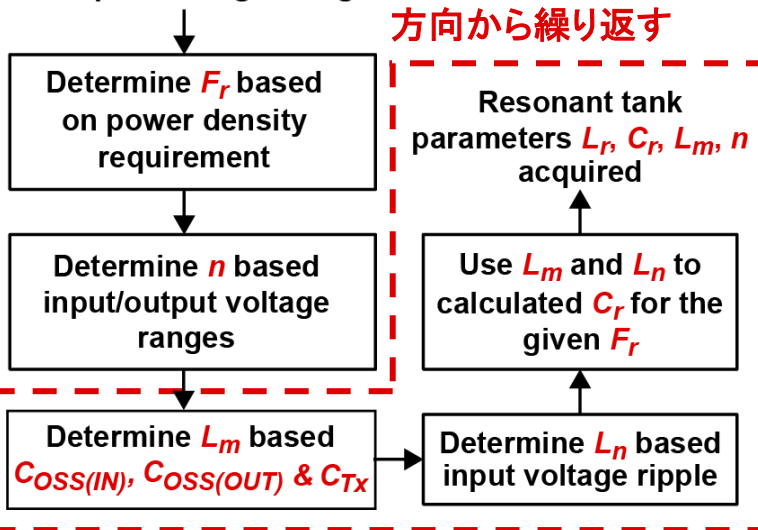 方向から繰り返す
Determine Fr based
on power density
requirement
Determine n based
input/output voltage
ranges
Determine Lm based
COSS(IN), COSS(OUT) & CTx
Determine Ln based
input voltage ripple
Use Lm and Ln to
calculated Cr for the
given Fr
Resonant tank
parameters Lr, Cr, Lm, n
acquired